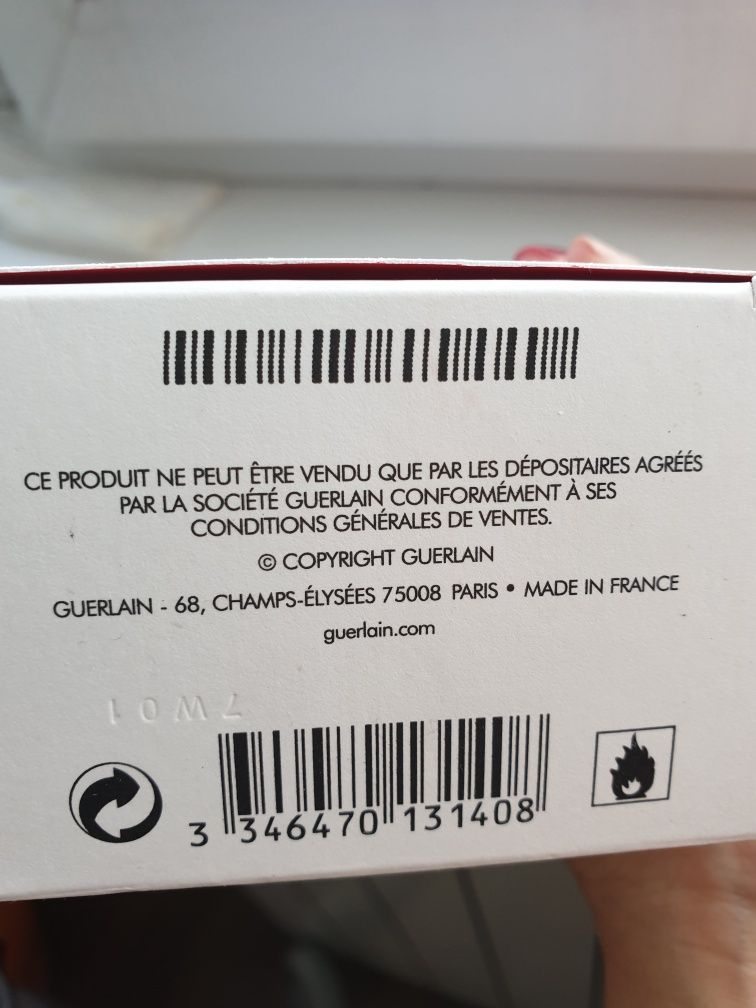 CE PRODUIT NE PEUT ÊTRE VENDU QUE PAR LES DÉPOSITAIRES AGRÉÉS
PAR LA SOCIÉTÉ GUERLAIN CONFORMÉMENT À SES
CONDITIONS GÉNÉRALES DE VENTES.
© COPYRIGHT GUERLAIN
GUERLAIN - 68, CHAMPS-ÉLYSÉES 75008 PARIS • MADE IN FRANCE
guerlain.com
7W01
3 346470 131408